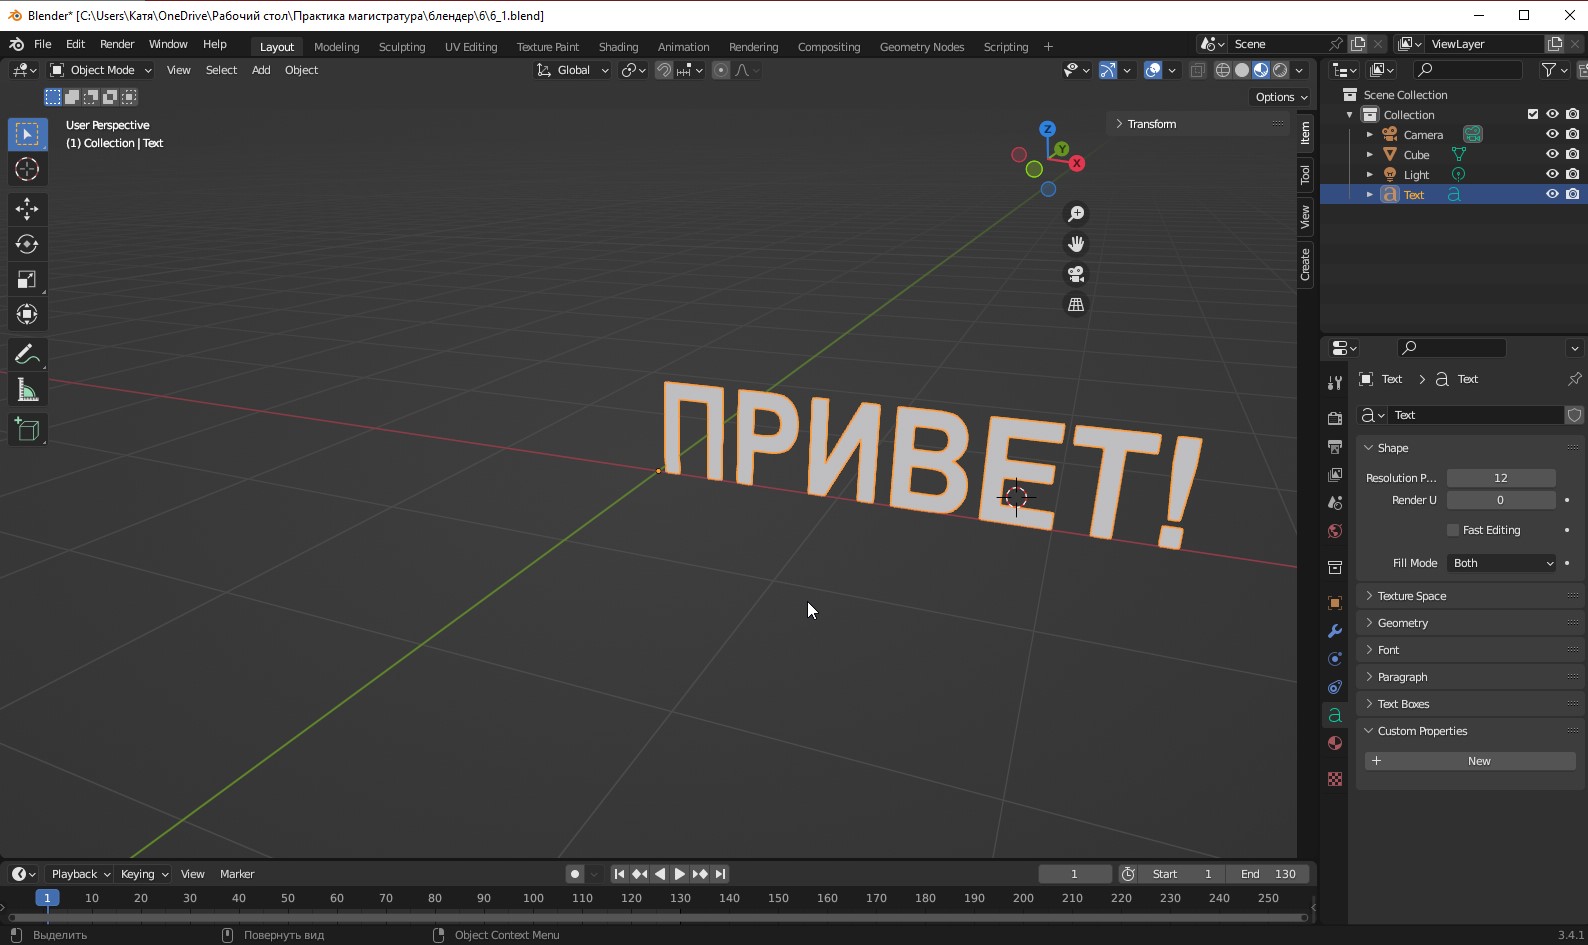 Blender* [C:\Users\Катя\OneDrive\Рабочий стол\Практика магистратура\блендер\6\6_1.blend]
File Edit Render Window Help Layout Modeling Sculpting UV Editing Texture Paint Shading Animation Rendering Compositing Geometry Nodes Scripting + Scene ViewLayer
Object Mode View Select Add Object Global
Options
User Perspective
(1) Collection | Text
Transform
Z
Y
X
Item
Tool
View
Create
ПРИВЕТ!
Scene Collection
Collection
Camera
Cube
Light
Text
Text > Text
Text
Shape
Resolution P... 12
Render U 0
Fast Editing
Fill Mode Both
Texture Space
Geometry
Font
Paragraph
Text Boxes
Custom Properties
+ New
Playback Keying View Marker 1 Start 1 End 130
1 10 20 30 40 50 60 70 80 90 100 110 120 130 140 150 160 170 180 190 200 210 220 230 240 250
Выделить Повернуть вид Object Context Menu 3.4.1